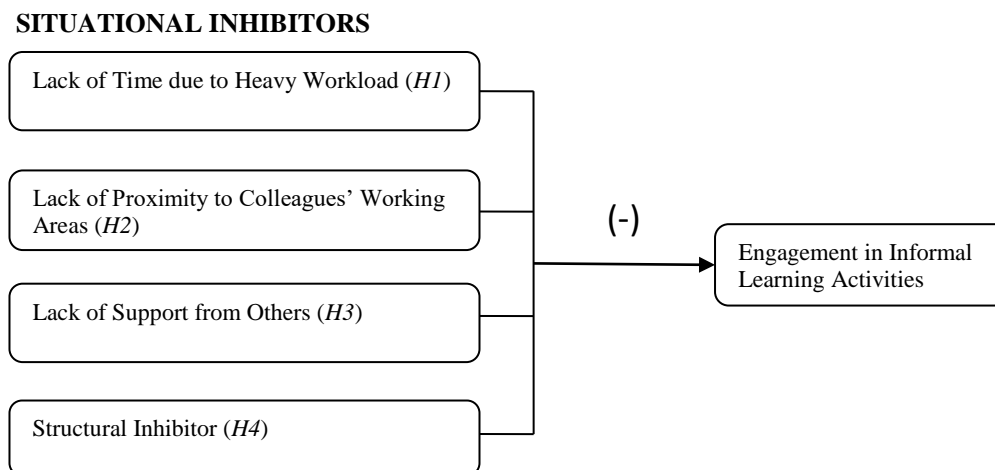 SITUATIONAL INHIBITORS
Lack of Time due to Heavy Workload (H1)
Lack of Proximity to Colleagues’ Working
Areas (H2)
(-)
Engagement in Informal
Learning Activities
Lack of Support from Others (H3)
Structural Inhibitor (H4)